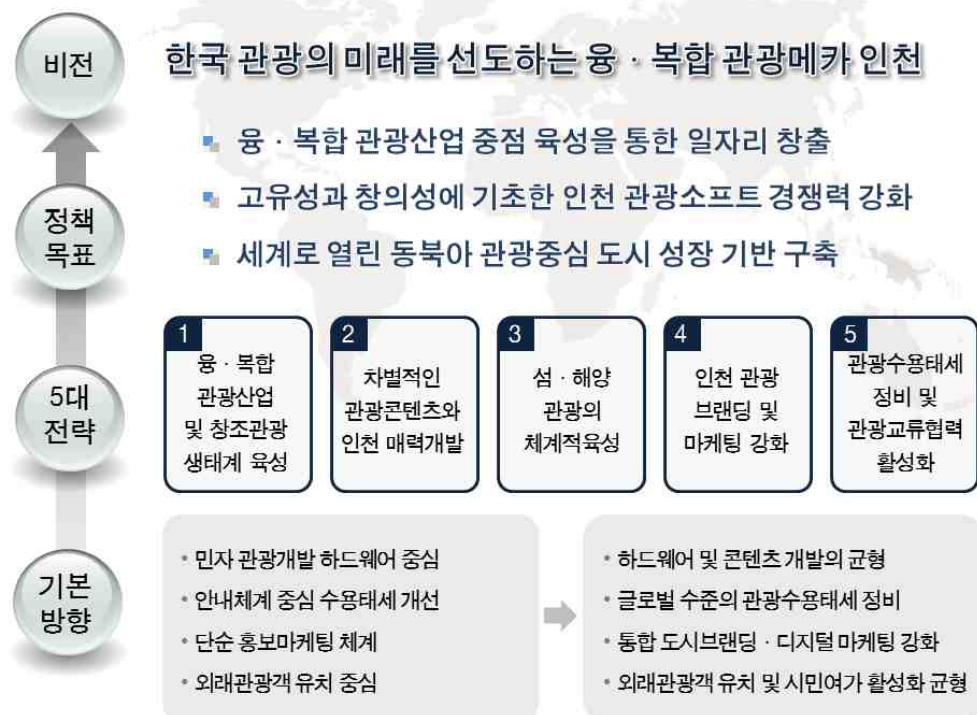 비전
한국 관광의 미래를 선도하는 융 · 복합 관광메카 인천
정책
목표
융 · 복합 관광산업 중점 육성을 통한 일자리 창출
고유성과 창의성에 기초한 인천 관광소프트 경쟁력 강화
세계로 열린 동북아 관광중심 도시 성장 기반 구축
5대
전략
1
융 · 복합
관광산업
및 창조관광
생태계 육성
2
차별적인
관광콘텐츠와
인천 매력개발
3
섬 · 해양
관광의
체계적육성
4
인천 관광
브랜딩 및
마케팅 강화
5
관광수용태세
정비 및
관광교류협력
활성화
기본
방향
• 민자 관광개발 하드웨어 중심
• 안내체계 중심 수용태세 개선
• 단순 홍보마케팅 체계
• 외래관광객 유치 중심
• 하드웨어 및 콘텐츠 개발의 균형
• 글로벌 수준의 관광수용태세 정비
• 통합 도시브랜딩 · 디지털 마케팅 강화
• 외래관광객 유치 및 시민여가 활성화 균형